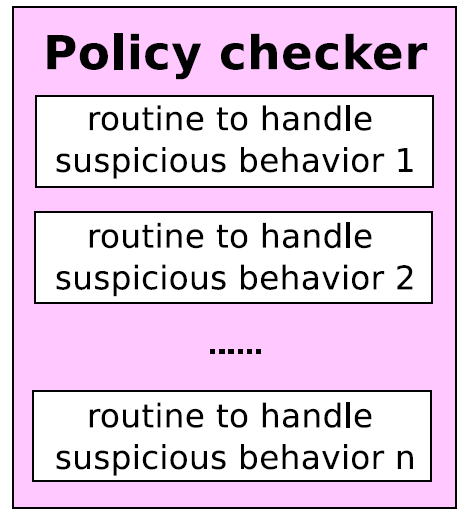 Policy checker
routine to handle
suspicious behavior 1
routine to handle
suspicious behavior 2
......
routine to handle
suspicious behavior n